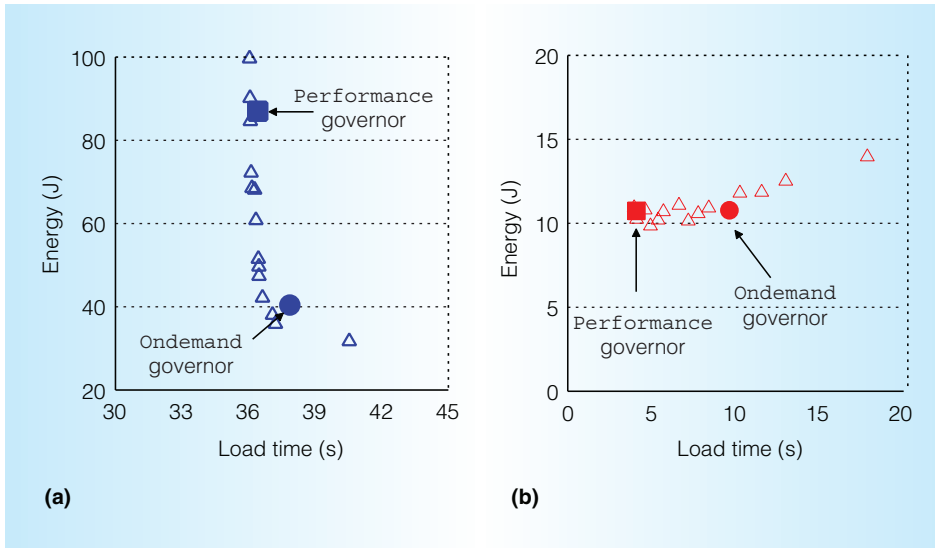 (a)
100
80
60
40
20
Energy (J)
30 33 36 39 42 45
Load time (s)
Performance
governor
Ondemand
governor
(b)
20
15
10
5
0
Energy (J)
0 5 10 15 20
Load time (s)
Performance
governor
Ondemand
governor
(a)
(b)